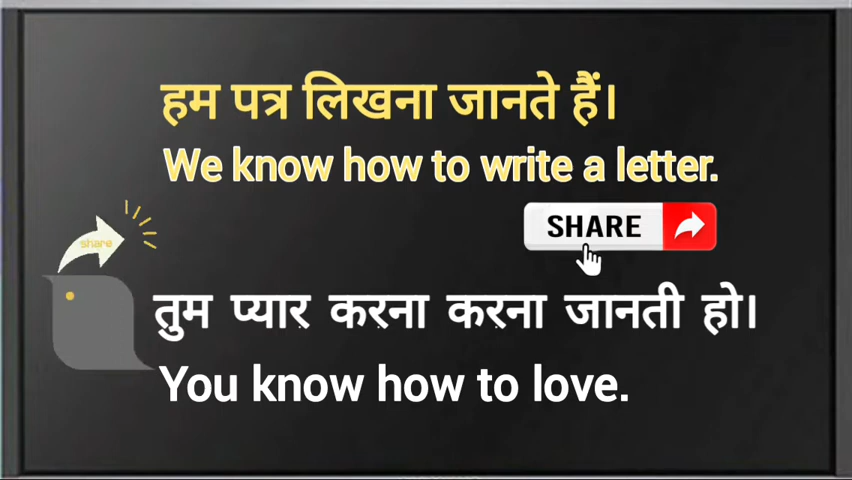 हम पत्र लिखना जानते हैं।
We know how to write a letter.
SHARE
share
तुम प्यार करना करना जानती हो।
You know how to love.